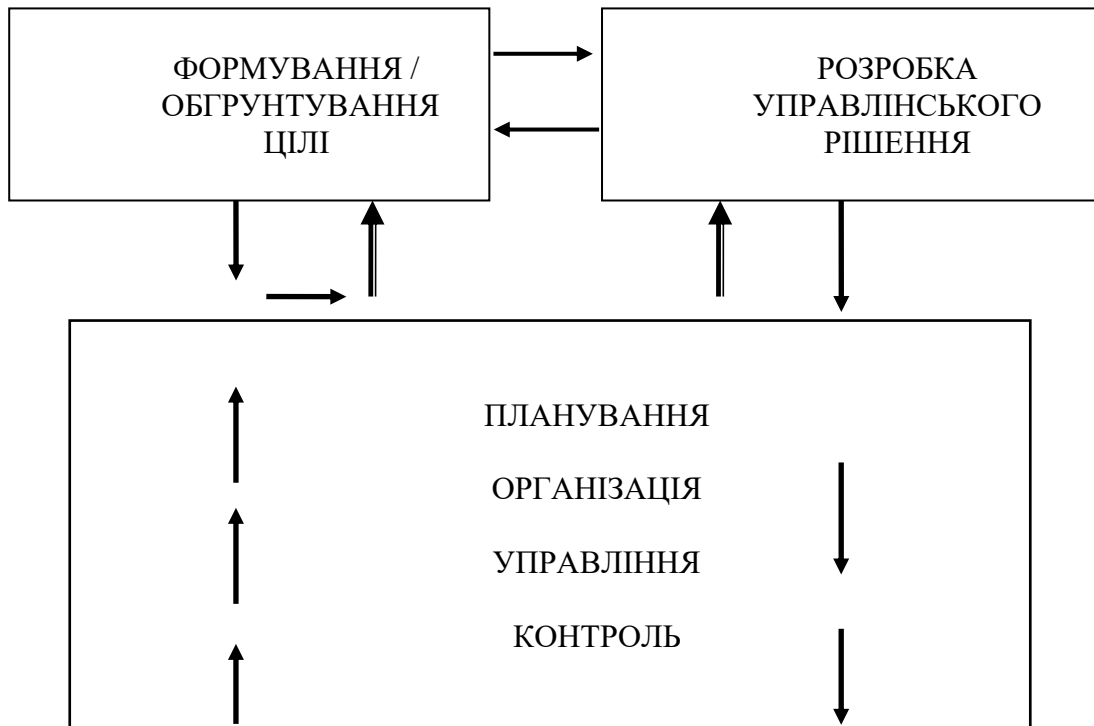 ФОРМУВАННЯ /
ОБГРУНТУВАННЯ
ЦІЛІ
РОЗРОБКА
УПРАВЛІНСЬКОГО
РІШЕННЯ
ПЛАНУВАННЯ
ОРГАНІЗАЦІЯ
УПРАВЛІННЯ
КОНТРОЛЬ